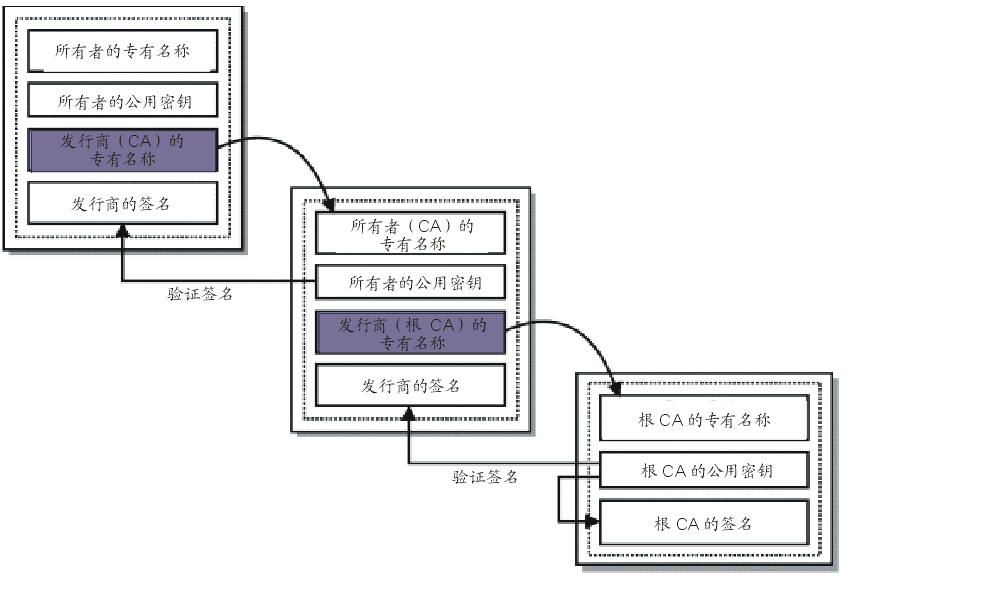 所有者的专有名称
所有者的公用密钥
发行商（CA）的
专有名称
发行商的签名
验证签名
所有者（CA）的
专有名称
所有者的公用密钥
发行商（根 CA）的
专有名称
发行商的签名
验证签名
根 CA 的专有名称
根 CA 的公用密钥
根 CA 的签名